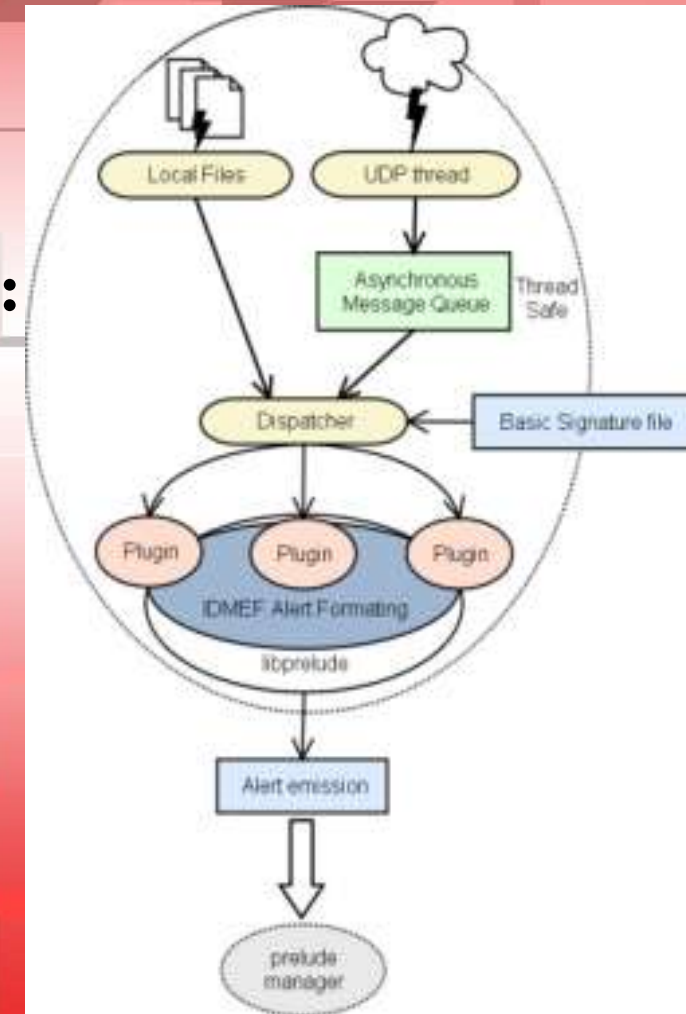 Local Files
UDP thread
:
Asynchronous
Message Queue
Thread
Safe
Dispatcher
Basic Signature file
Plugin
Plugin
Plugin
IDMEF Alert Formating
libprelude
Alert emission
prelude
manager